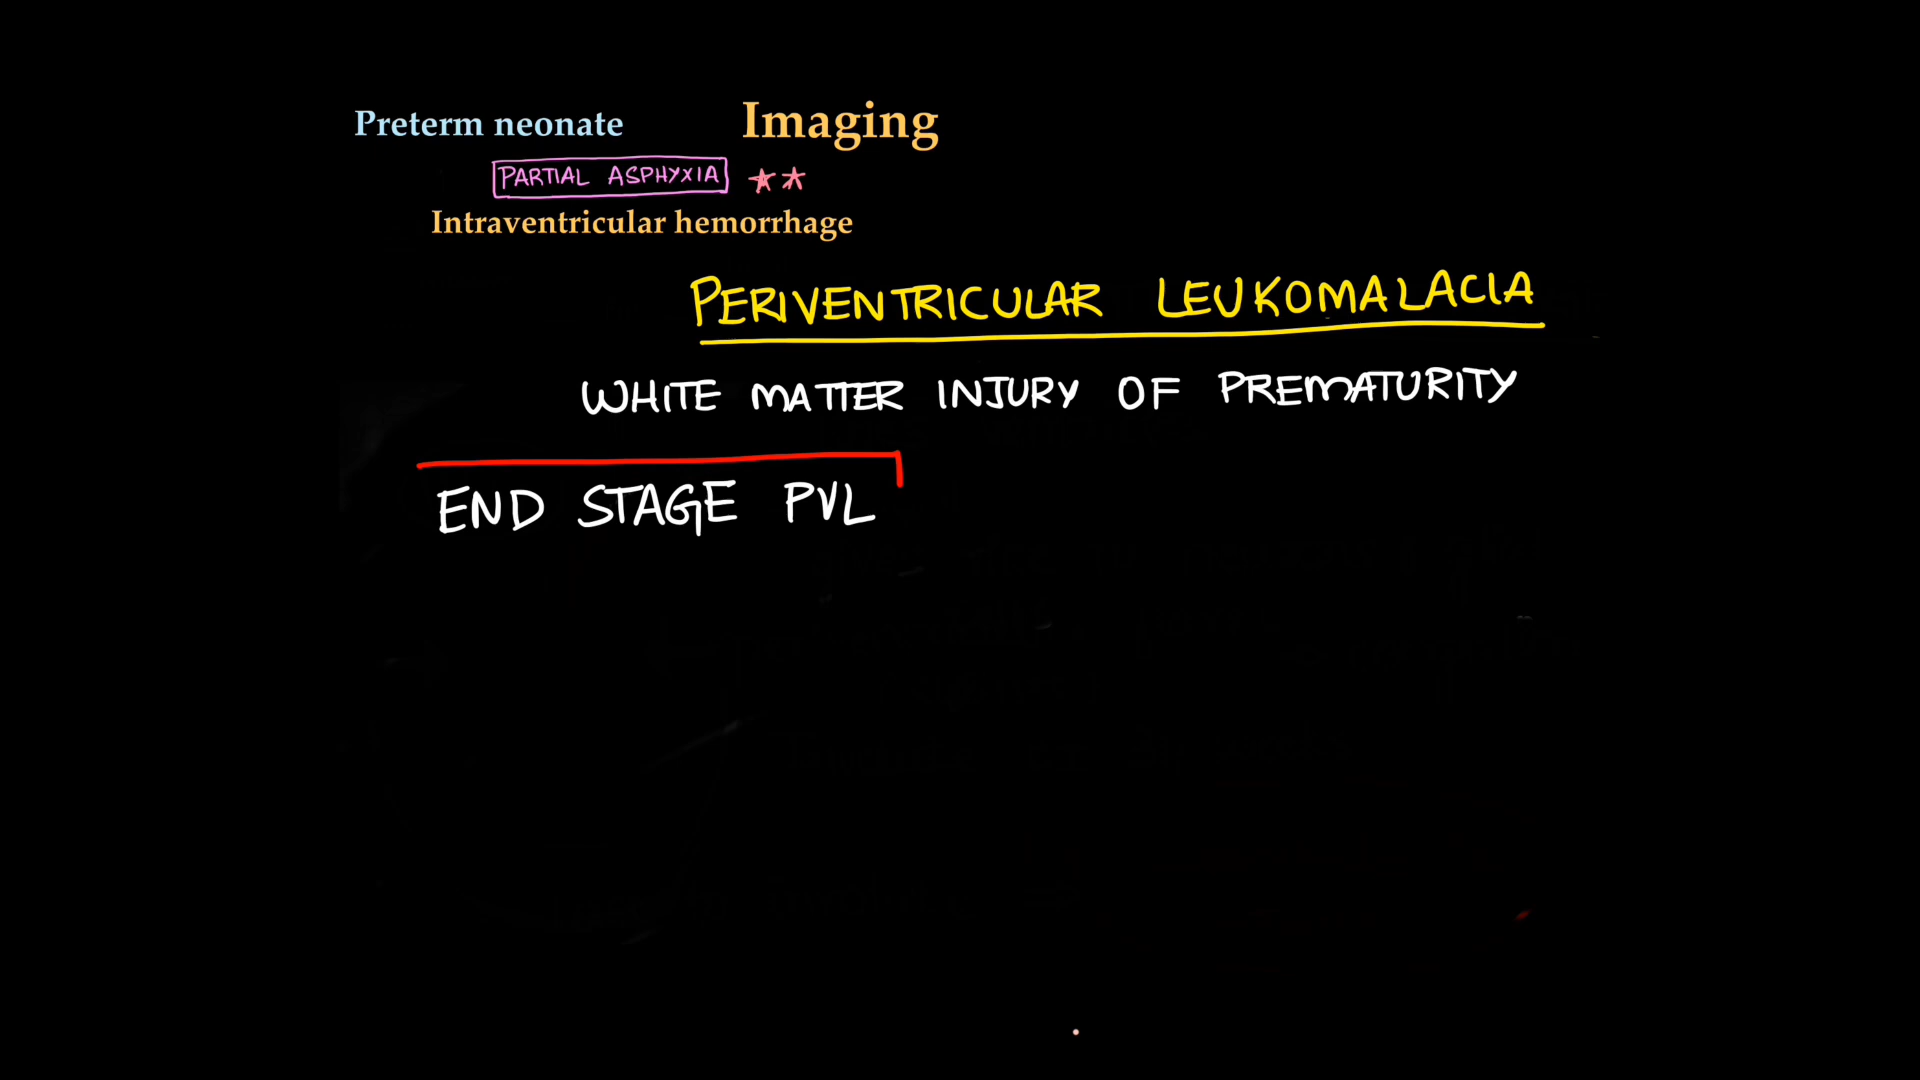 Preterm neonate Imaging
PARTIAL ASPHYXIA ★★
Intraventricular hemorrhage
PERIVENTRICULAR LEUKOMALACIA
WHITE MATTER INJURY OF PREMATURITY
END STAGE PVL